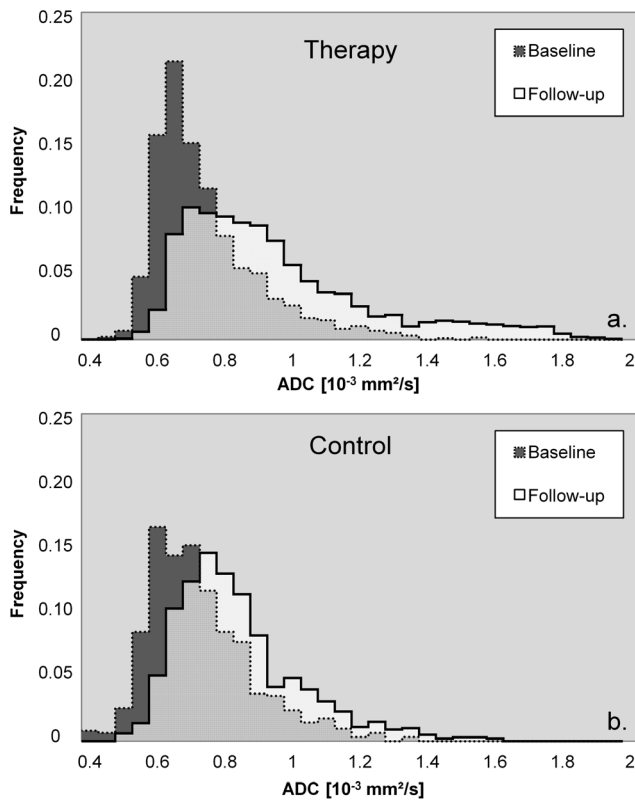 0.25
Therapy
Baseline
Follow-up
0.20
0.15
0.10
0.05
0
Frequency
a.
0.4 0.6 0.8 1 1.2 1.4 1.6 1.8 2
ADC [10⁻³ mm²/s]
0.25
Control
Baseline
Follow-up
0.20
0.15
0.10
0.05
0
Frequency
b.
0.4 0.6 0.8 1 1.2 1.4 1.6 1.8 2
ADC [10⁻³ mm²/s]